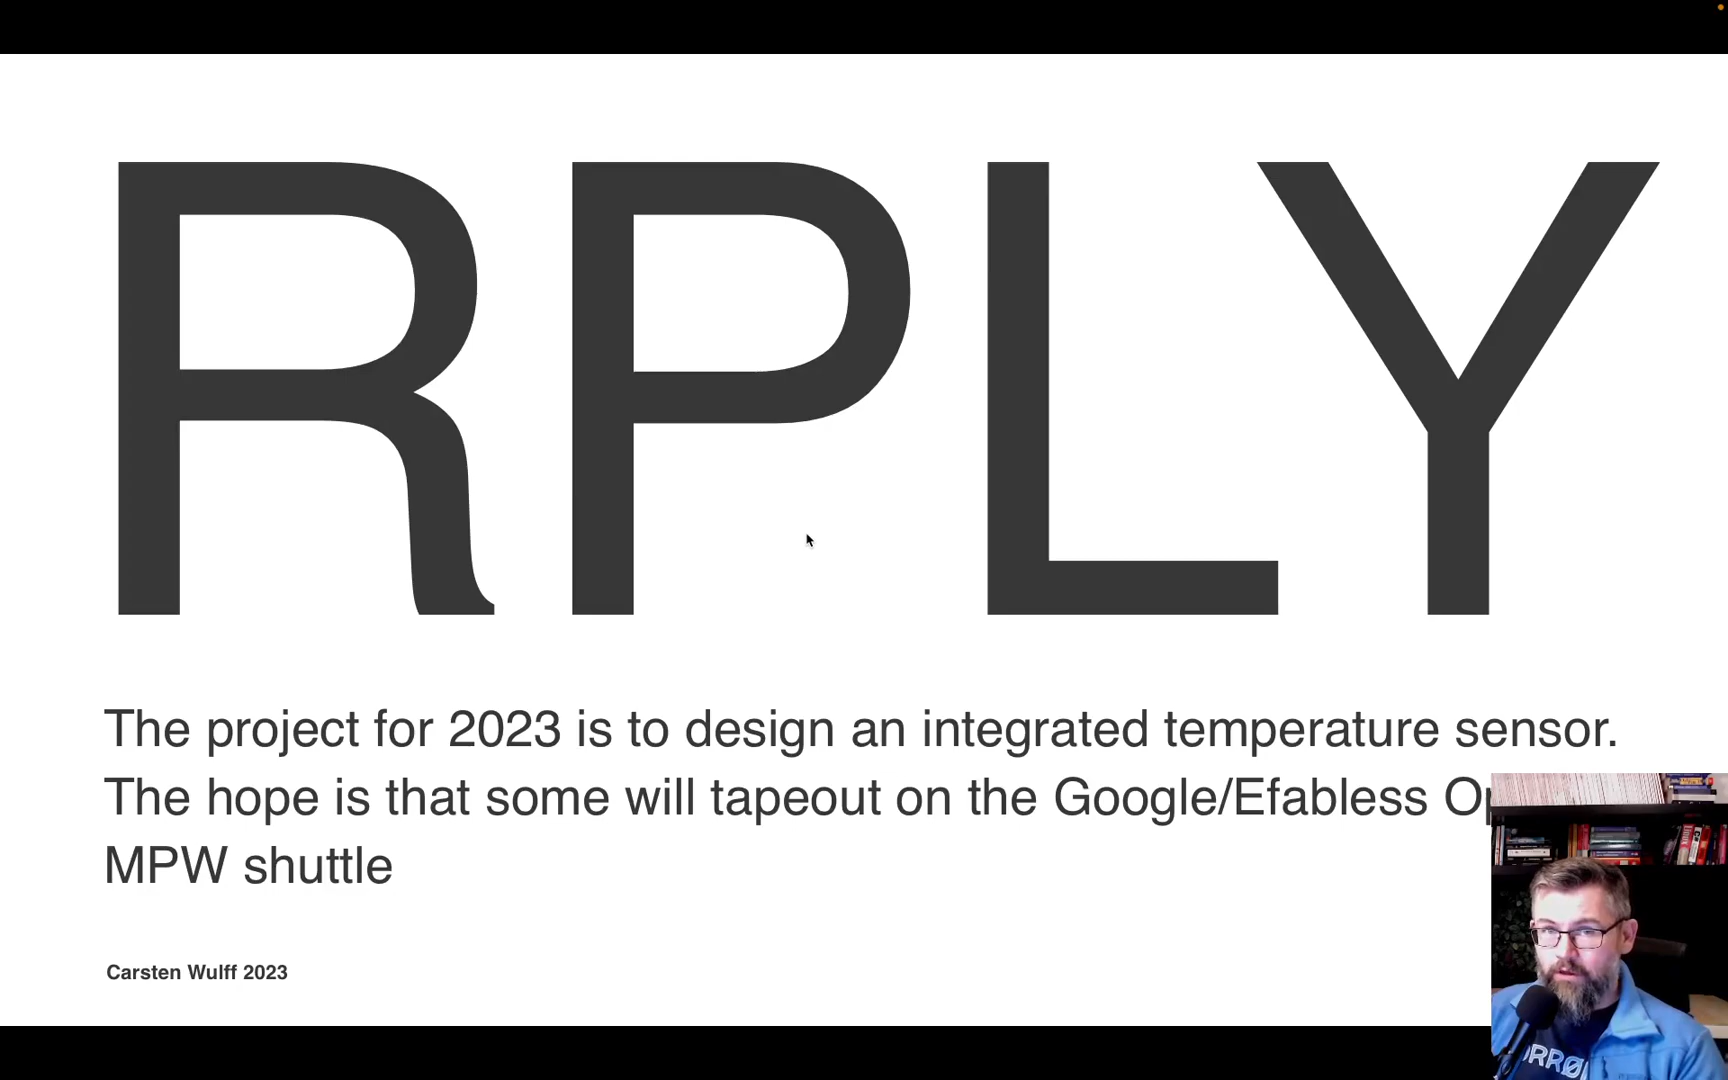 RPLY
The project for 2023 is to design an integrated temperature sensor.
The hope is that some will tapeout on the Google/Efabless
MPW shuttle
Carsten Wulff 2023